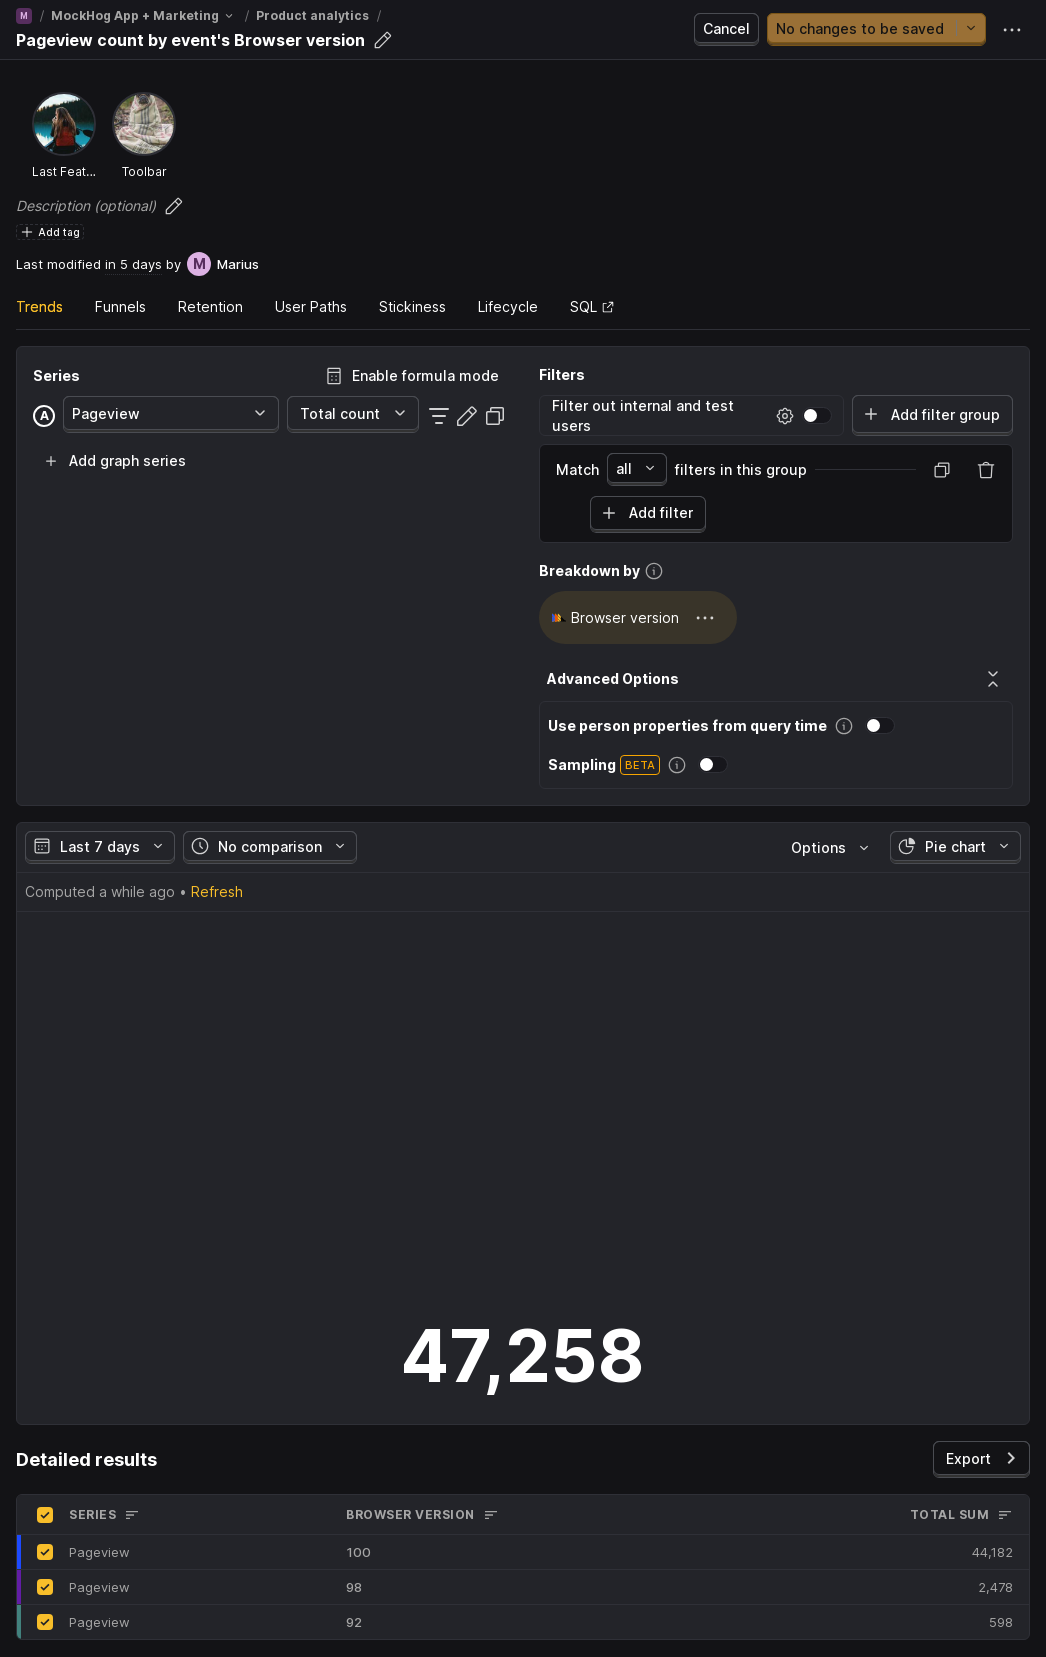 M / MockHog App + Marketing / Product analytics /
Pageview count by event's Browser version
Cancel
No changes to be saved
Last Feat...
Toolbar
Description (optional)
Add tag
Last modified in 5 days by M Marius
Trends
Funnels
Retention
User Paths
Stickiness
Lifecycle
SQL
Series
Enable formula mode
A
Pageview
Total count
Add graph series
Filters
Filter out internal and test
users
Add filter group
Match all filters in this group
Add filter
Breakdown by
Browser version
Advanced Options
Use person properties from query time
Sampling BETA
Last 7 days
No comparison
Options
Pie chart
Computed a while ago • Refresh
47,258
Detailed results
Export
SERIES BROWSER VERSION TOTAL SUM
Pageview 100 44,182
Pageview 98 2,478
Pageview 92 598